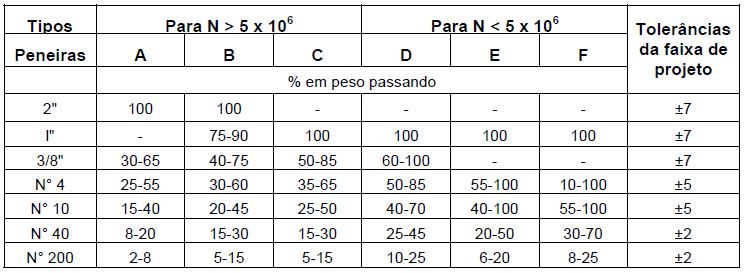 Tipos Para N > 5 x 10⁶ Para N < 5 x 10⁶ Tolerâncias da faixa de projeto
Peneiras A B C D E F
% em peso passando
2" 100 100 - - - - ±7
l" - 75-90 100 100 100 100 ±7
3/8" 30-65 40-75 50-85 60-100 - - ±7
N° 4 25-55 30-60 35-65 50-85 55-100 10-100 ±5
N° 10 15-40 20-45 25-50 40-70 40-100 55-100 ±5
N° 40 8-20 15-30 15-30 25-45 20-50 30-70 ±2
N° 200 2-8 5-15 5-15 10-25 6-20 8-25 ±2